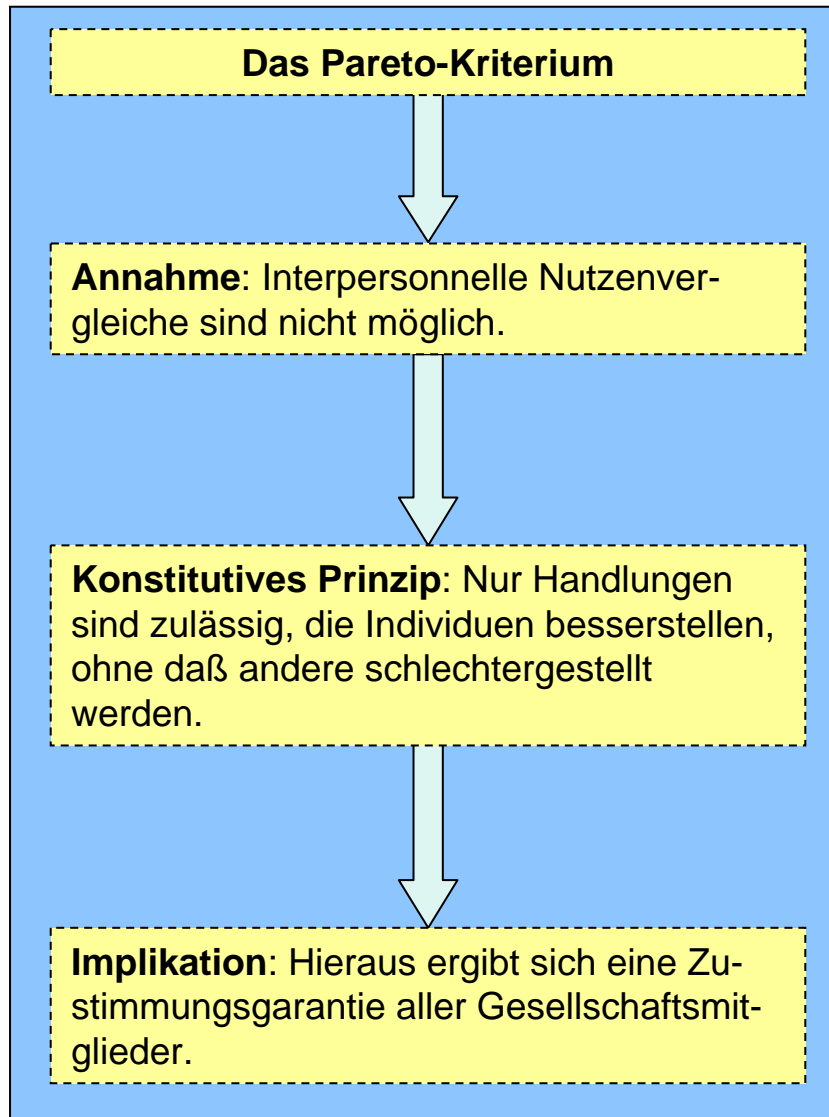 Das Pareto-Kriterium
Annahme: Interpersonnelle Nutzenver-
gleiche sind nicht möglich.
Konstitutives Prinzip: Nur Handlungen
sind zulässig, die Individuen besserstellen,
ohne daß andere schlechtergestellt
werden.
Implikation: Hieraus ergibt sich eine Zu-
stimmungsgarantie aller Gesellschaftsmit-
glieder.